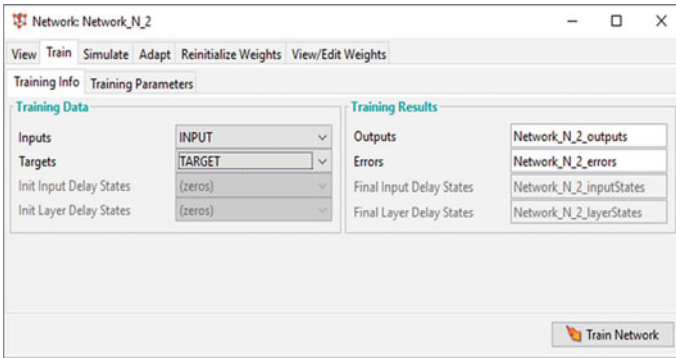 Network: Network_N_2
View Train Simulate Adapt Reinitialize Weights View/Edit Weights
Training Info Training Parameters
Training Data
Inputs INPUT
Targets TARGET
Init Input Delay States (zeros)
Init Layer Delay States (zeros)
Training Results
Outputs Network_N_2_outputs
Errors Network_N_2_errors
Final Input Delay States Network_N_2_inputStates
Final Layer Delay States Network_N_2_layerStates
Train Network